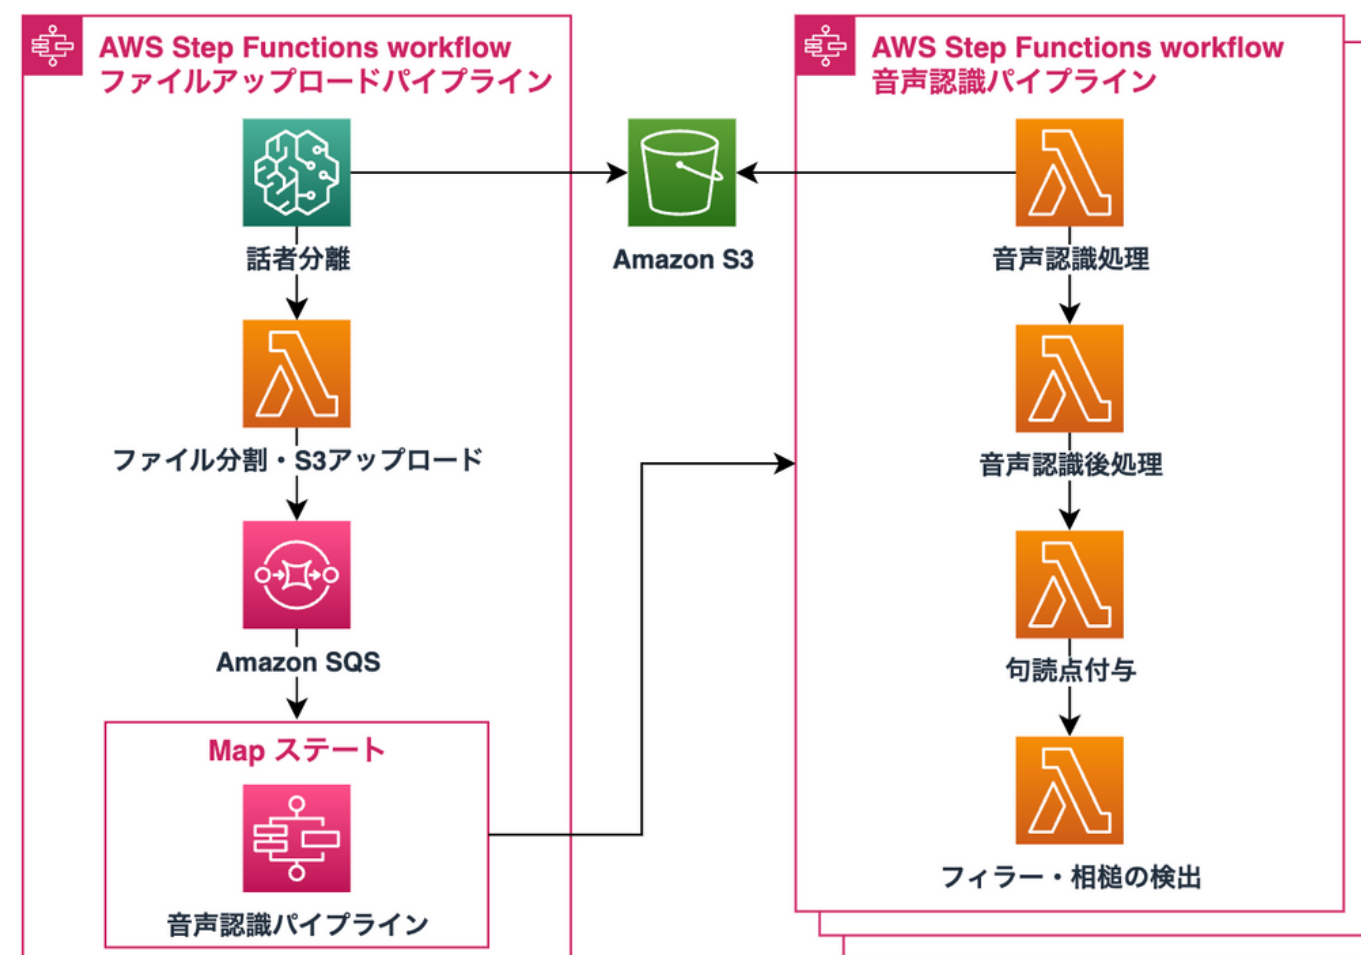 AWS Step Functions workflow
ファイルアップロードパイプライン
話者分離
ファイル分割・S3アップロード
Amazon SQS
Map ステート
音声認識パイプライン
Amazon S3
AWS Step Functions workflow
音声認識パイプライン
音声認識処理
音声認識後処理
句読点付与
フィラー・相槌の検出